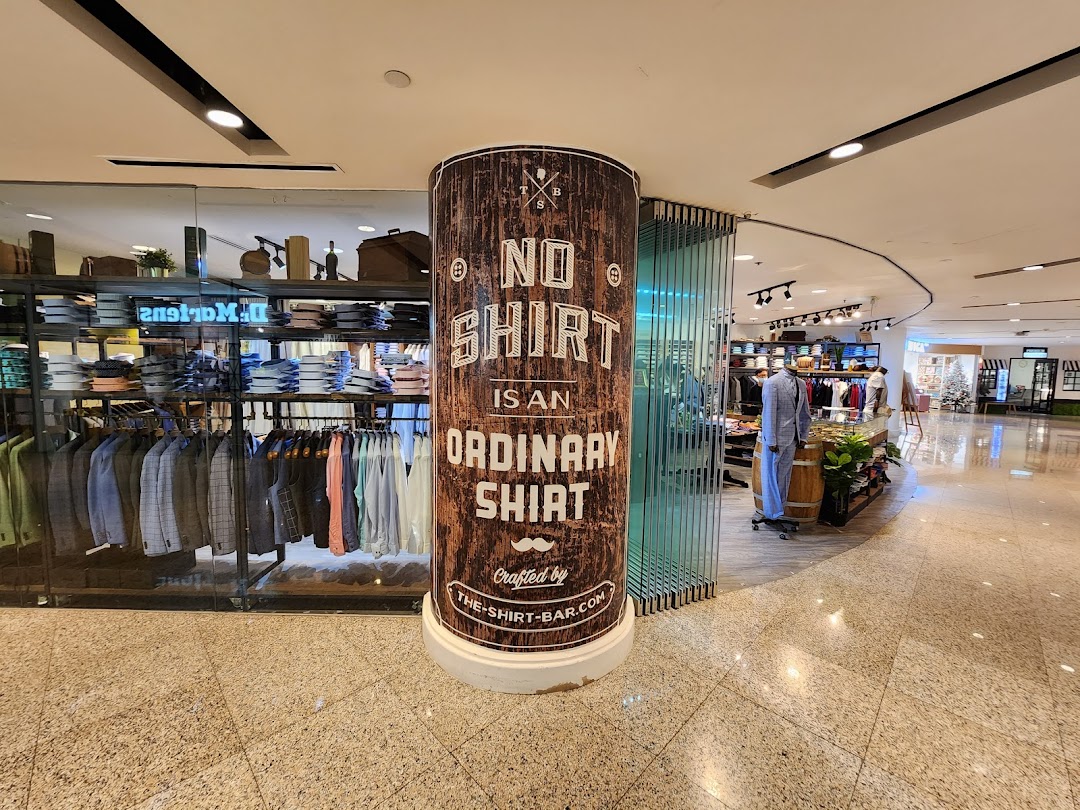 T B
S
NO
SHIRT
IS AN
ORDINARY
SHIRT
Crafted by
THE-SHIRT-BAR.COM
Dr.Martens